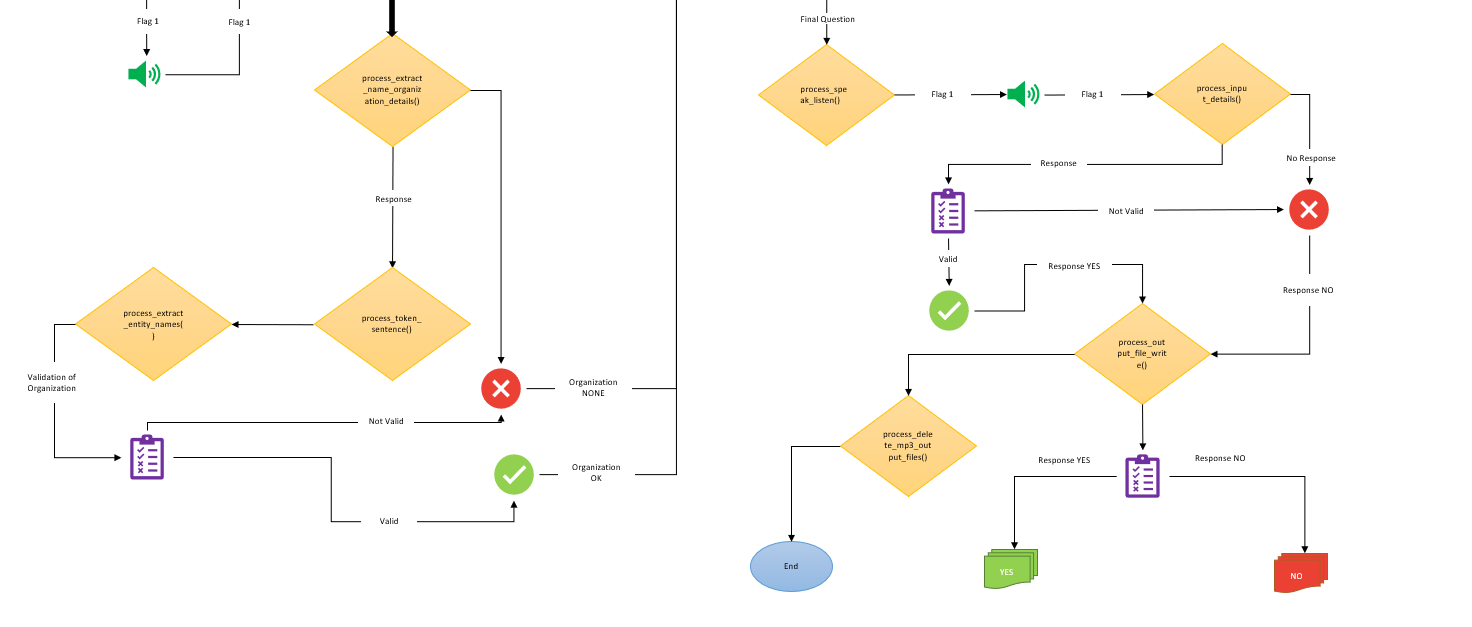 Flag 1
Flag 1
process_extract
_name_organiz
ation_details()
Response
process_extract
_entity_names(
)
process_token_
sentence()
Validation of
Organization
Organization
NONE
Not Valid
Organization
OK
Valid
Final Question
process_spe
ak_listen()
Flag 1
Flag 1
process_inpu
t_details()
Response
No Response
Not Valid
Valid
Response YES
Response NO
process_out
put_file_writ
e()
process_dele
te_mp3_out
put_files()
Response YES
Response NO
End
YES
NO